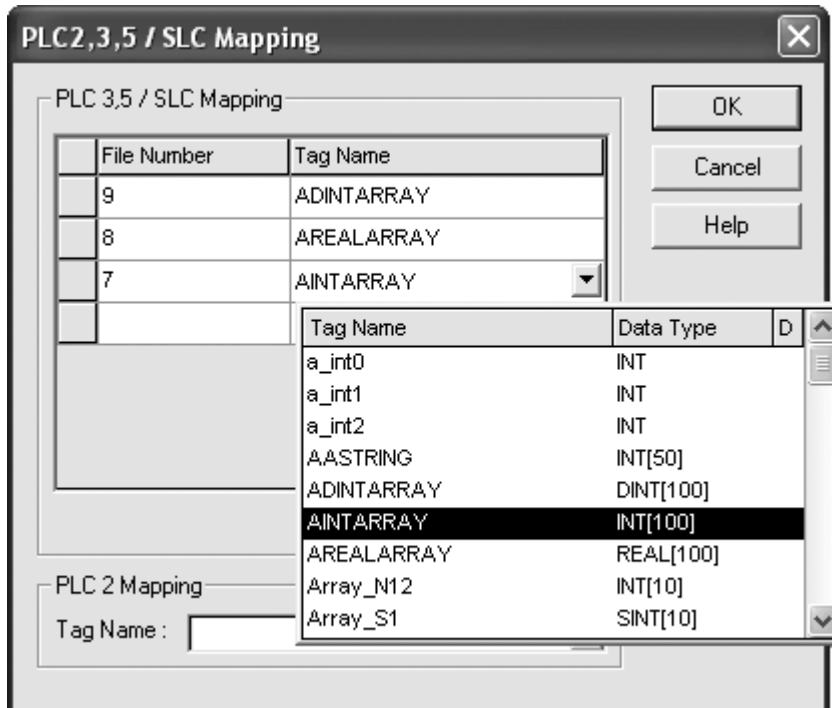 PLC2,3,5 / SLC Mapping
PLC 3,5 / SLC Mapping
File Number Tag Name
9 ADINTARRAY
8 AREALARRAY
7 AINTARRAY
OK
Cancel
Help
Tag Name Data Type D
a_int0 INT
a_int1 INT
a_int2 INT
AASTRING INT[50]
ADINTARRAY DINT[100]
AINTARRAY INT[100]
AREALARRAY REAL[100]
Array_N12 INT[10]
Array_S1 SINT[10]
PLC 2 Mapping
Tag Name :